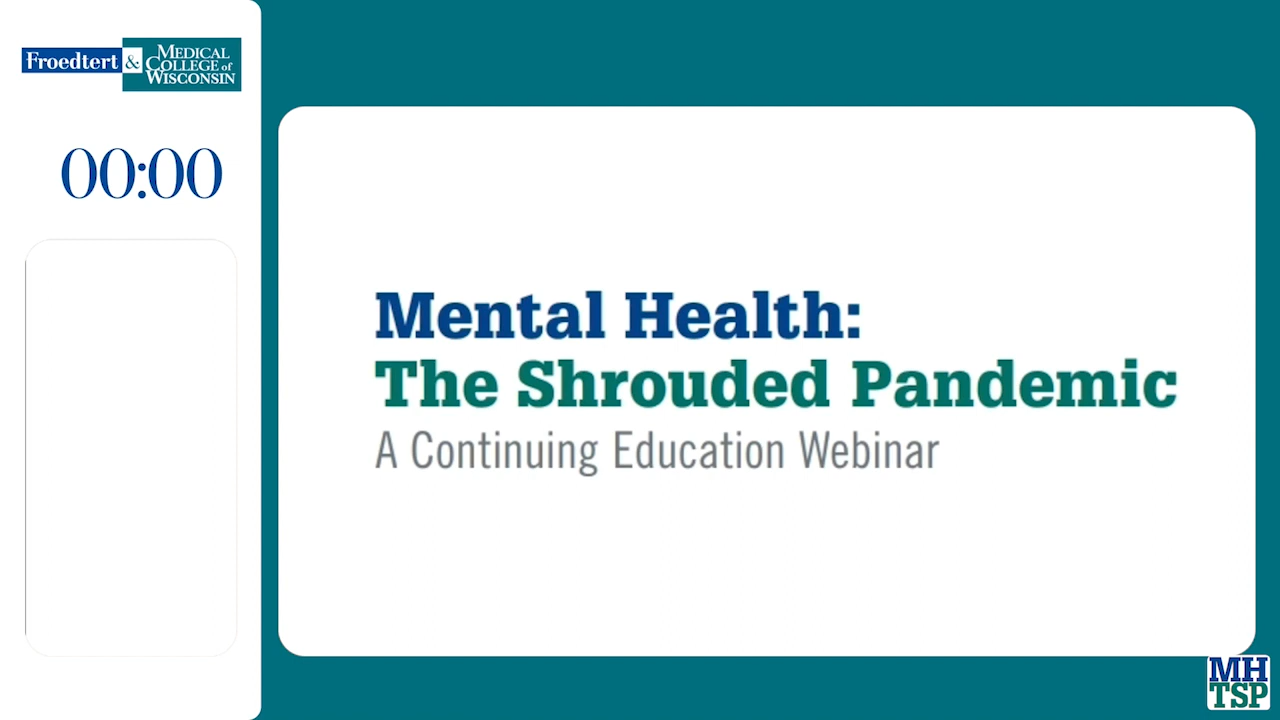 Froedtert & MEDICAL
COLLEGE of
WISCONSIN
00:00
Mental Health:
The Shrouded Pandemic
A Continuing Education Webinar
MH
TSP